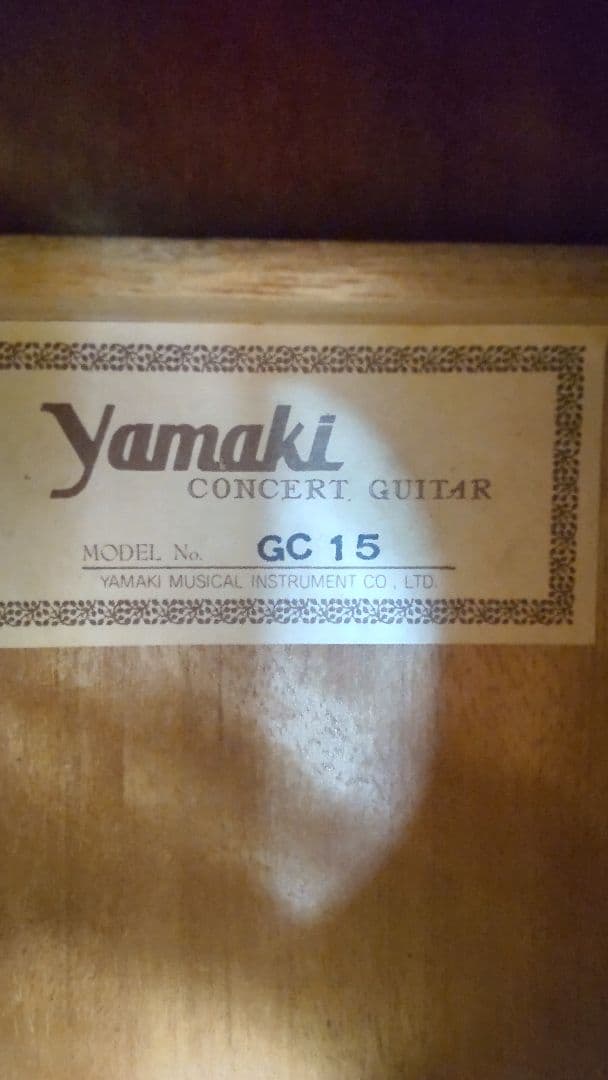 Yamaki
CONCERT GUITAR
MODEL No. GC 15
YAMAKI MUSICAL INSTRUMENT CO., LTD.